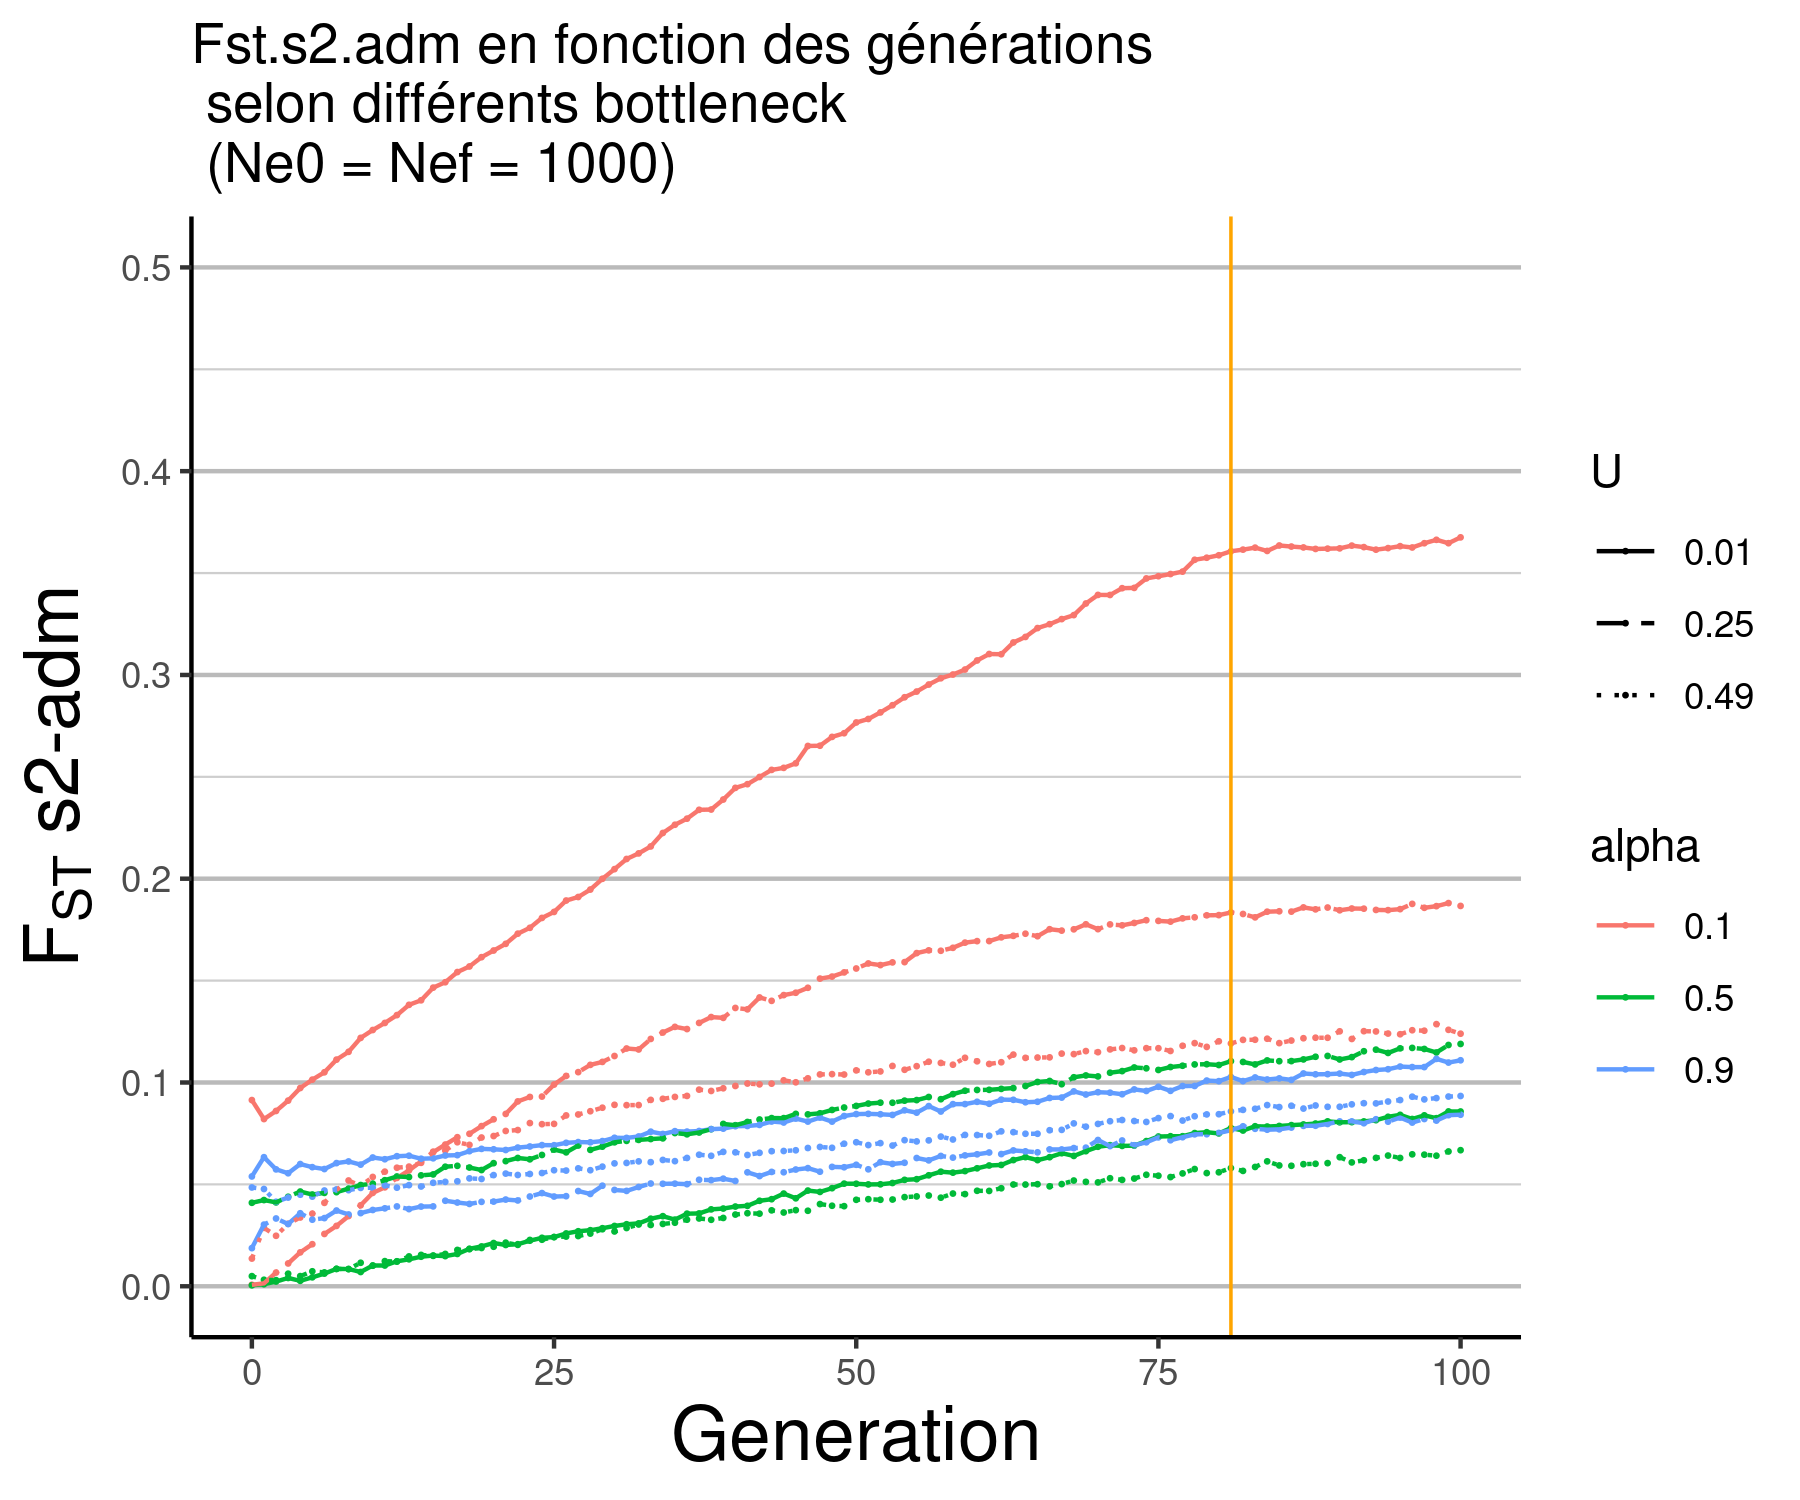 Fst.s2.adm en fonction des générations
selon différents bottleneck
(Ne0 = Nef = 1000)
F_ST s2-adm
0.5
0.4
0.3
0.2
0.1
0.0
0 25 50 75 100
Generation
U
0.01
0.25
0.49
alpha
0.1
0.5
0.9